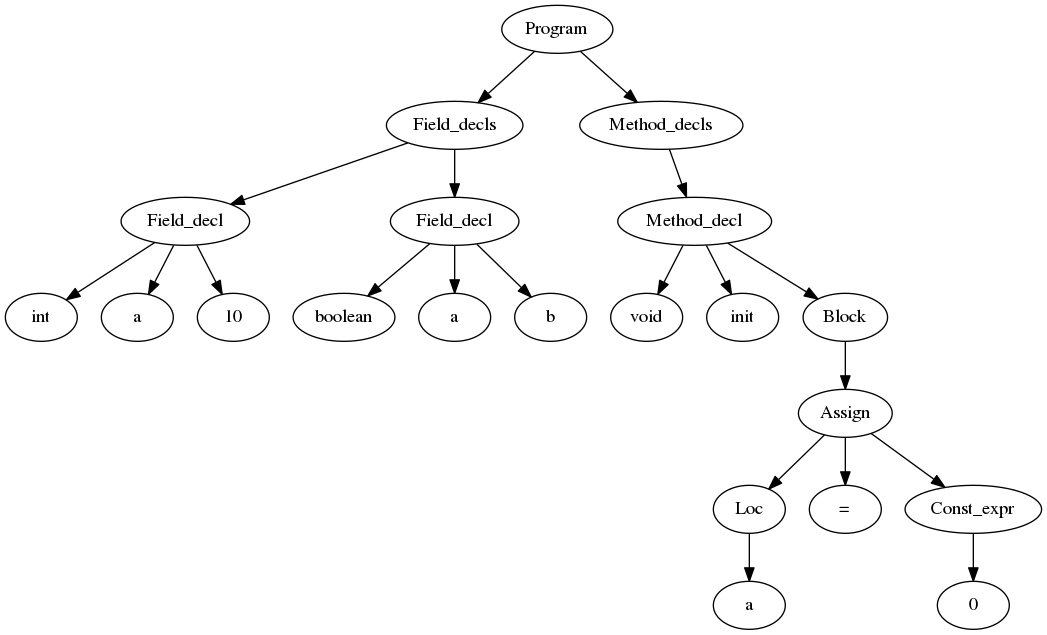 Program
Field_decls Method_decls
Field_decl Field_decl Method_decl
int a 10 boolean a b void init Block
Assign
Loc = Const_expr
a 0